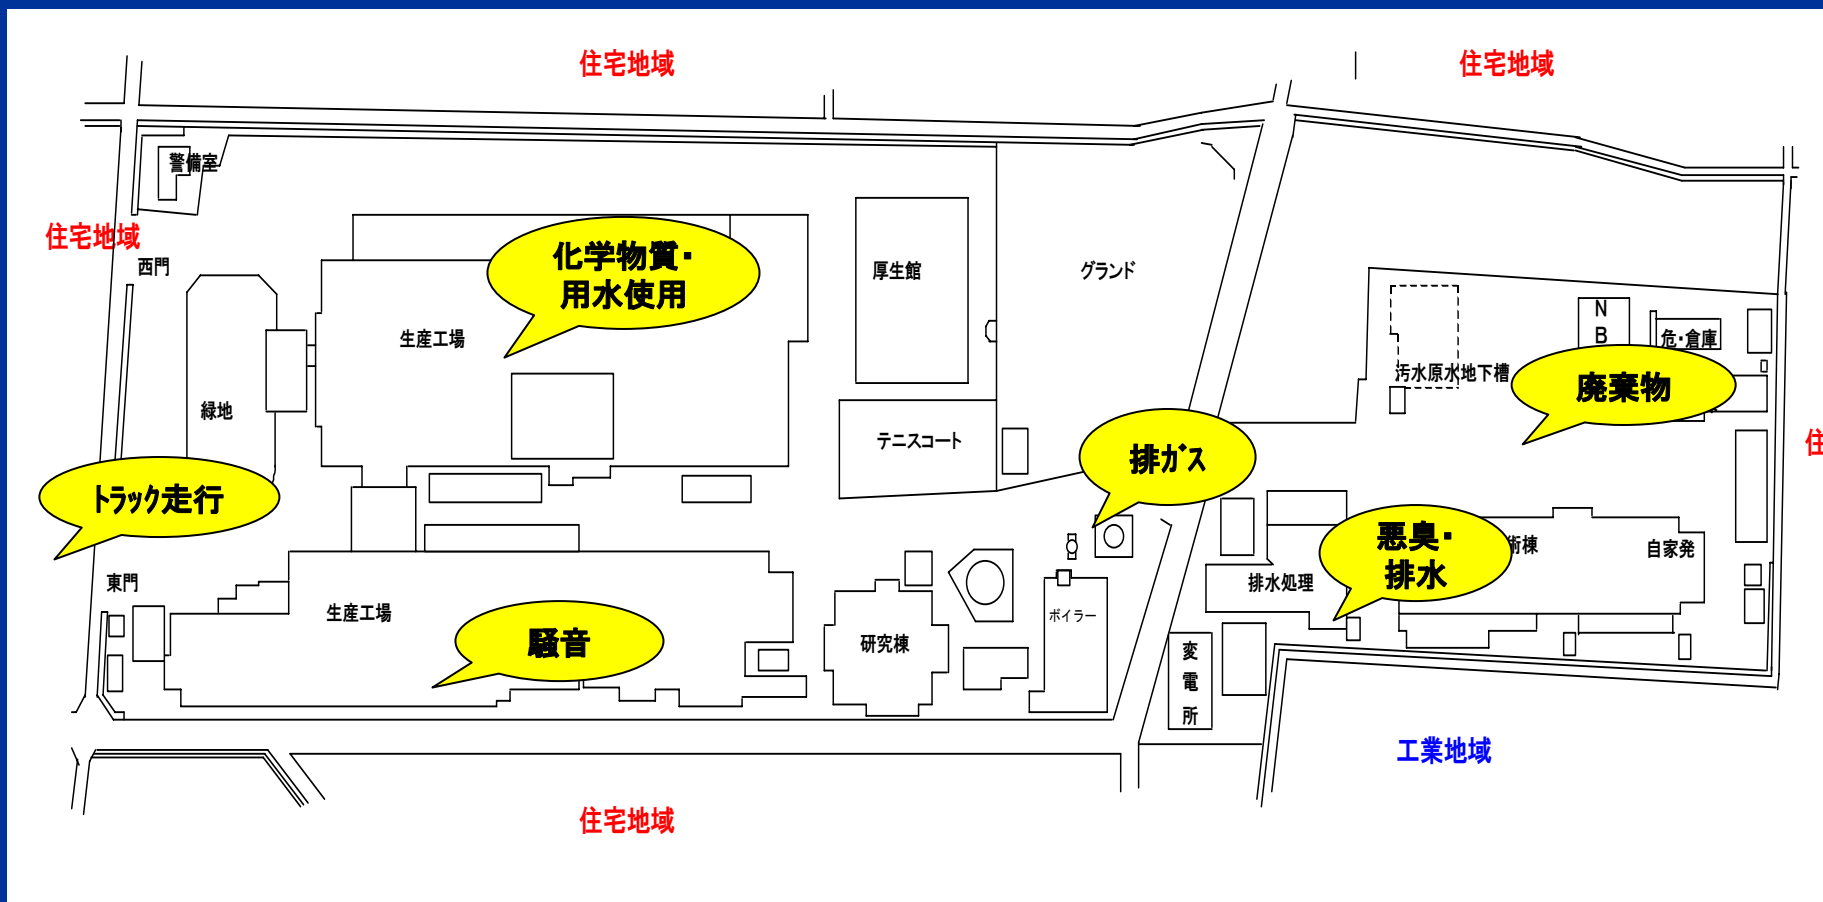 住宅地域
住宅地域
警備室
住宅地域
西門
化学物質・
用水使用
厚生館
グランド
生産工場
N
B
危・倉庫
汚水原水地下槽
廃棄物
緑地
テニスコート
排ガス
住
トラック走行
悪臭・
排水
術棟
自家発
東門
排水処理
生産工場
騒音
研究棟
ボイラー
変
電
所
工業地域
住宅地域